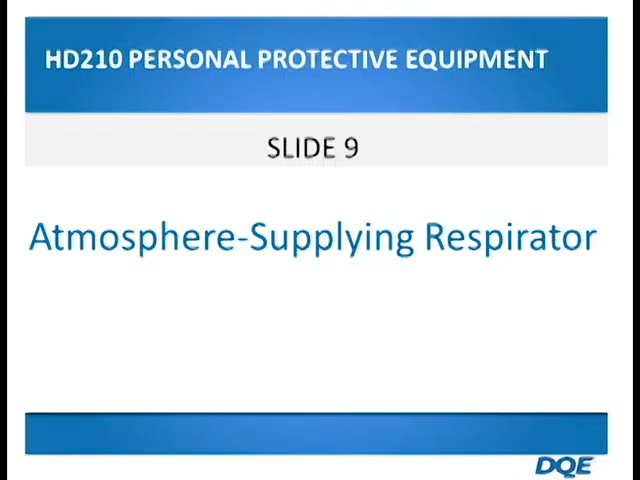 HD210 PERSONAL PROTECTIVE EQUIPMENT
SLIDE 9
Atmosphere-Supplying Respirator
DQE